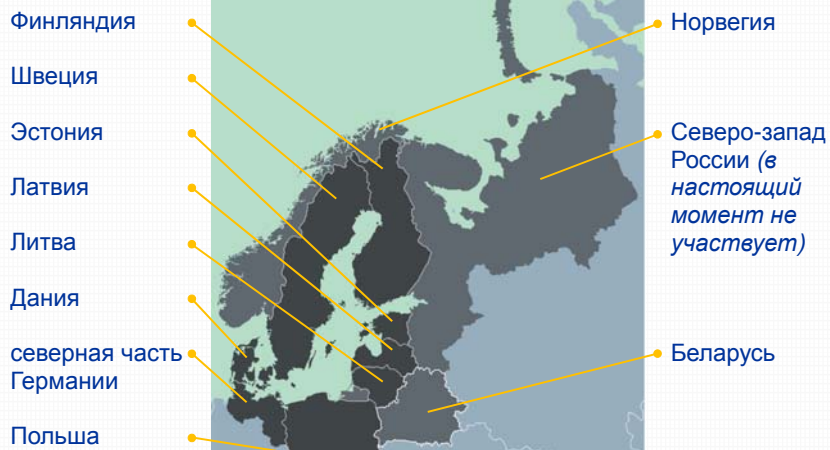 Финляндия
Швеция
Эстония
Латвия
Литва
Дания
северная часть
Германии
Польша
Норвегия
Северо-запад
России (в
настоящий
момент не
участвует)
Беларусь